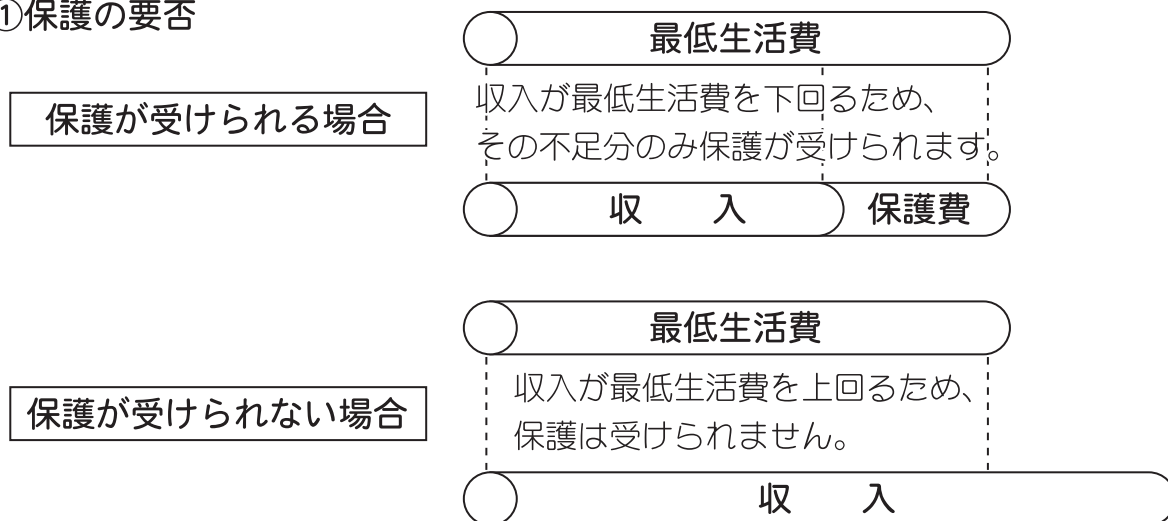 ①保護の要否
最低生活費
保護が受けられる場合
収入が最低生活費を下回るため、
その不足分のみ保護が受けられます。
収　入
保護費
最低生活費
保護が受けられない場合
収入が最低生活費を上回るため、
保護は受けられません。
収　入